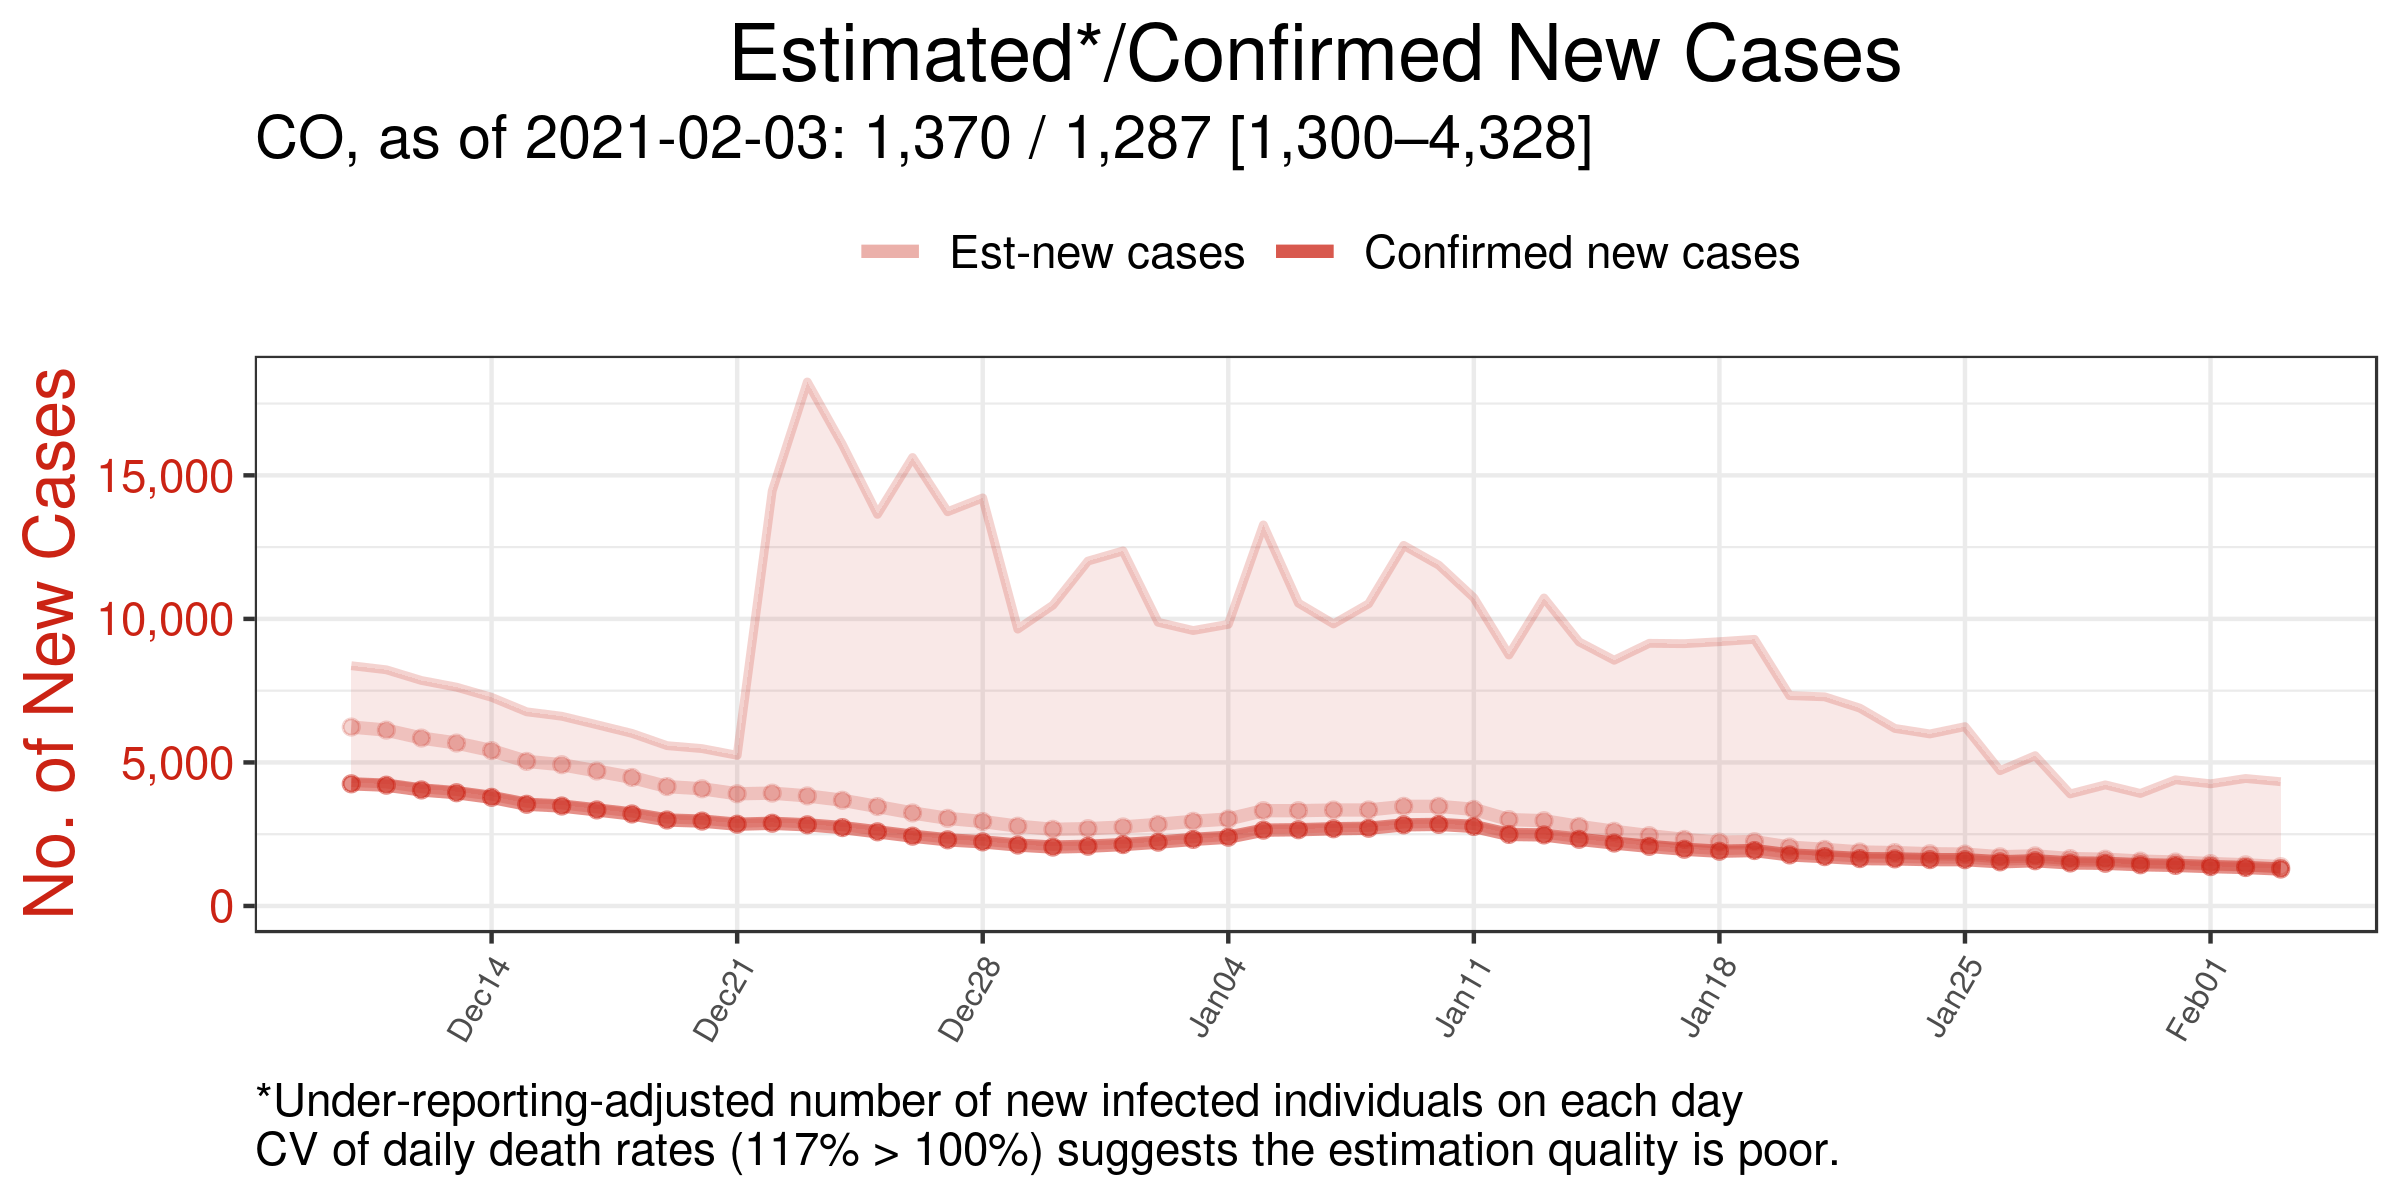 Estimated*/Confirmed New Cases
CO, as of 2021-02-03: 1,370 / 1,287 [1,300–4,328]
Est-new cases Confirmed new cases
No. of New Cases
15,000
10,000
5,000
0
Dec14 Dec21 Dec28 Jan04 Jan11 Jan18 Jan25 Feb01
*Under-reporting-adjusted number of new infected individuals on each day
CV of daily death rates (117% > 100%) suggests the estimation quality is poor.